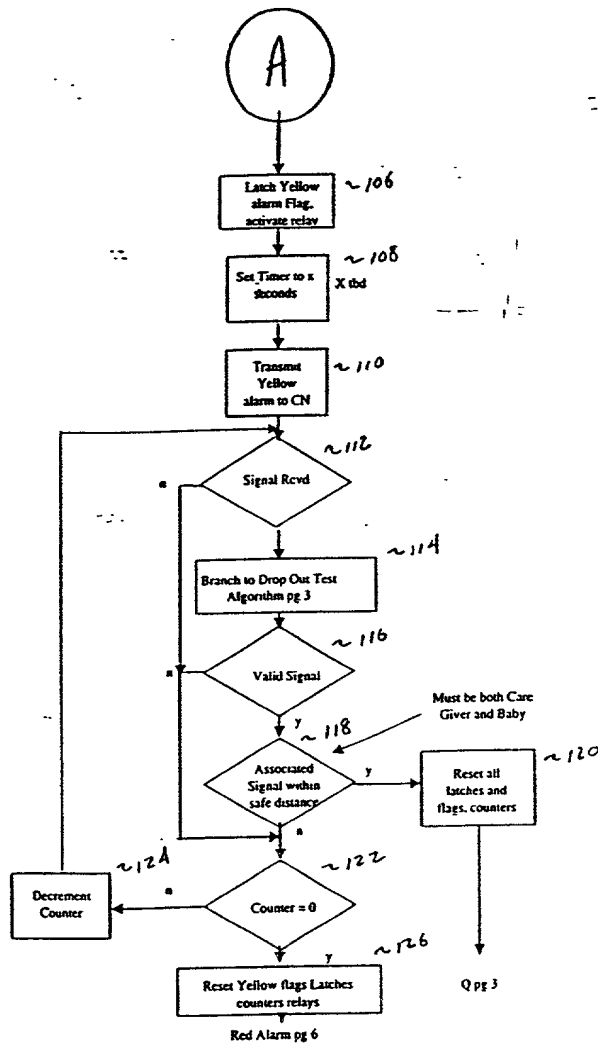 A
Latch Yellow
alarm Flag,
activate relay
~106
Set Timer to x
seconds
~108
X tbd
Transmit
Yellow
alarm to CN
~110
Signal Rcvd
~112
n
Branch to Drop Out Test
Algorithm pg 3
~114
Valid Signal
~116
n
y
Must be both Care
Giver and Baby
Associated
Signal within
safe distance
~118
y
n
Reset all
latches and
flags, counters
~120
Counter = 0
~122
n
y
Decrement
Counter
~124
Reset Yellow flags Latches
counters relays
~126
Q pg 3
Red Alarm pg 6